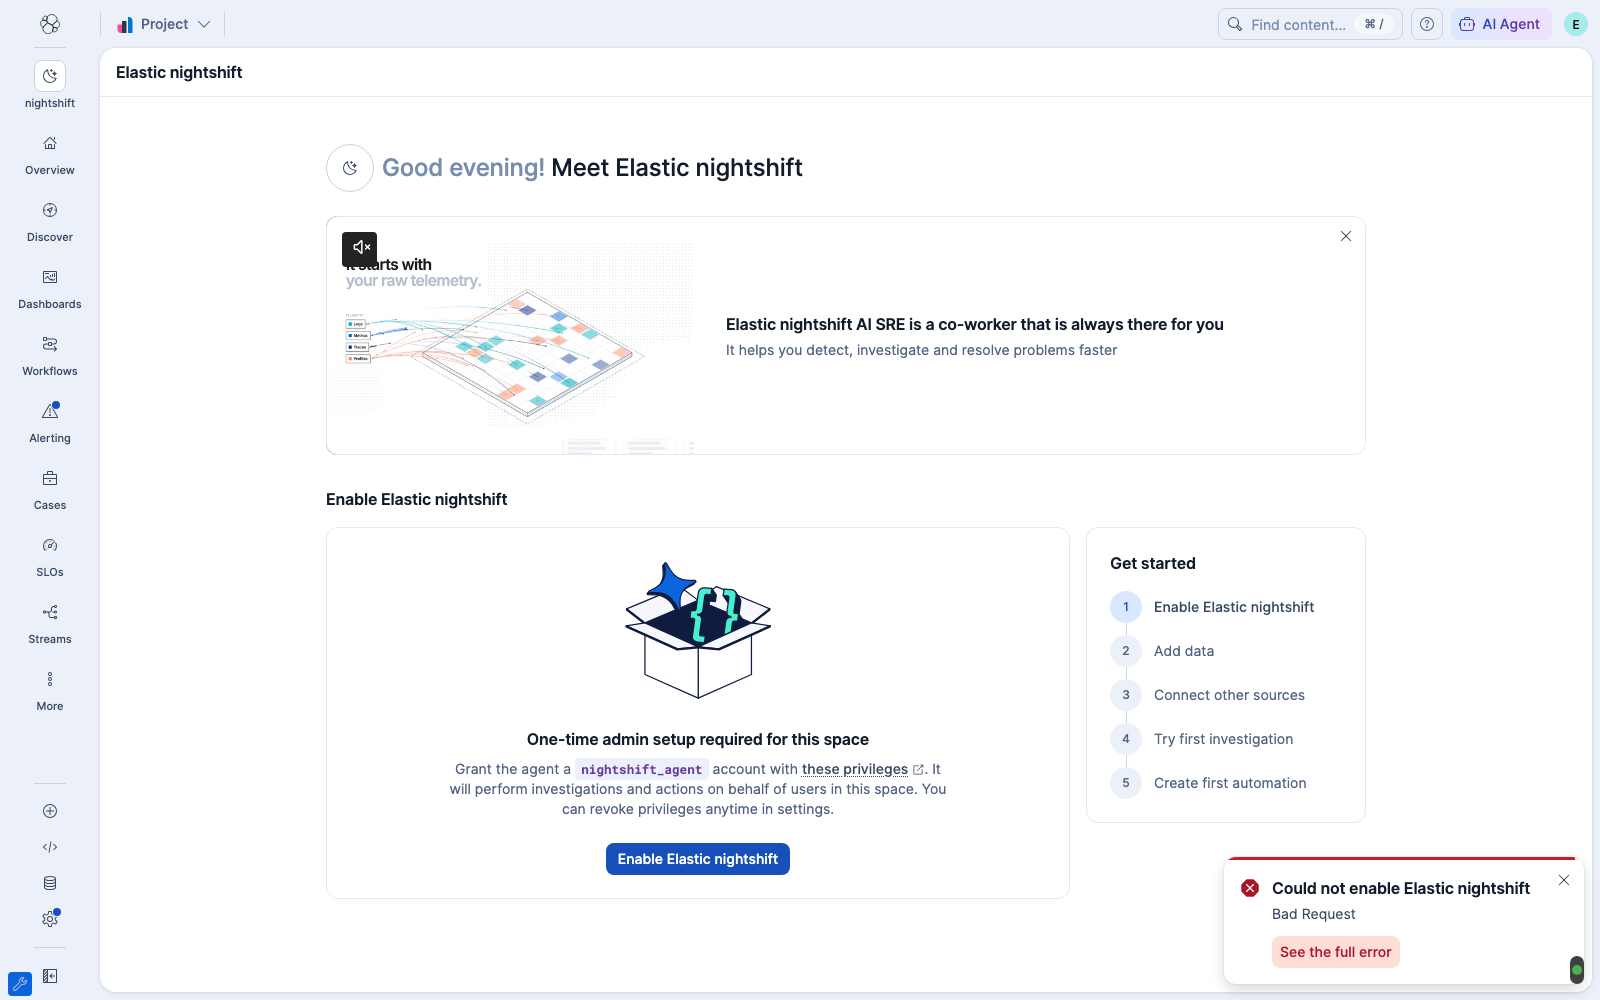 Project
Find content...
⌘ /
AI Agent
E
Elastic nightshift
nightshift
Overview
Discover
Dashboards
Workflows
Alerting
Cases
SLOs
Streams
More
Good evening! Meet Elastic nightshift
It starts with
your raw telemetry.
Logs
Metrics
Traces
Profiles
Elastic nightshift AI SRE is a co-worker that is always there for you
It helps you detect, investigate and resolve problems faster
Enable Elastic nightshift
One-time admin setup required for this space
Grant the agent a nightshift_agent account with these privileges. It
will perform investigations and actions on behalf of users in this space. You
can revoke privileges anytime in settings.
Enable Elastic nightshift
Get started
1 Enable Elastic nightshift
2 Add data
3 Connect other sources
4 Try first investigation
5 Create first automation
Could not enable Elastic nightshift
Bad Request
See the full error